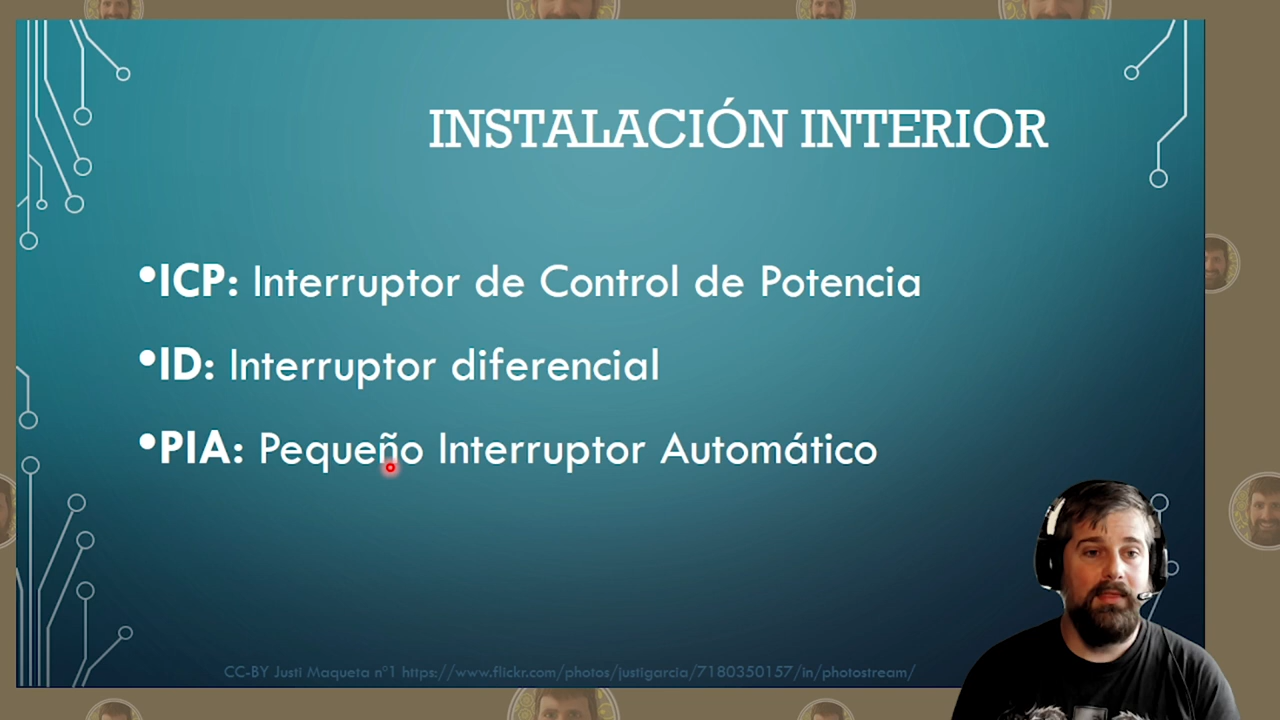 INSTALACIÓN INTERIOR
•ICP: Interruptor de Control de Potencia
•ID: Interruptor diferencial
•PIA: Pequeño Interruptor Automático
CC-BY Justi Maqueta nº1 https://www.flickr.com/photos/justigarcia/7180350157/in/photostream/